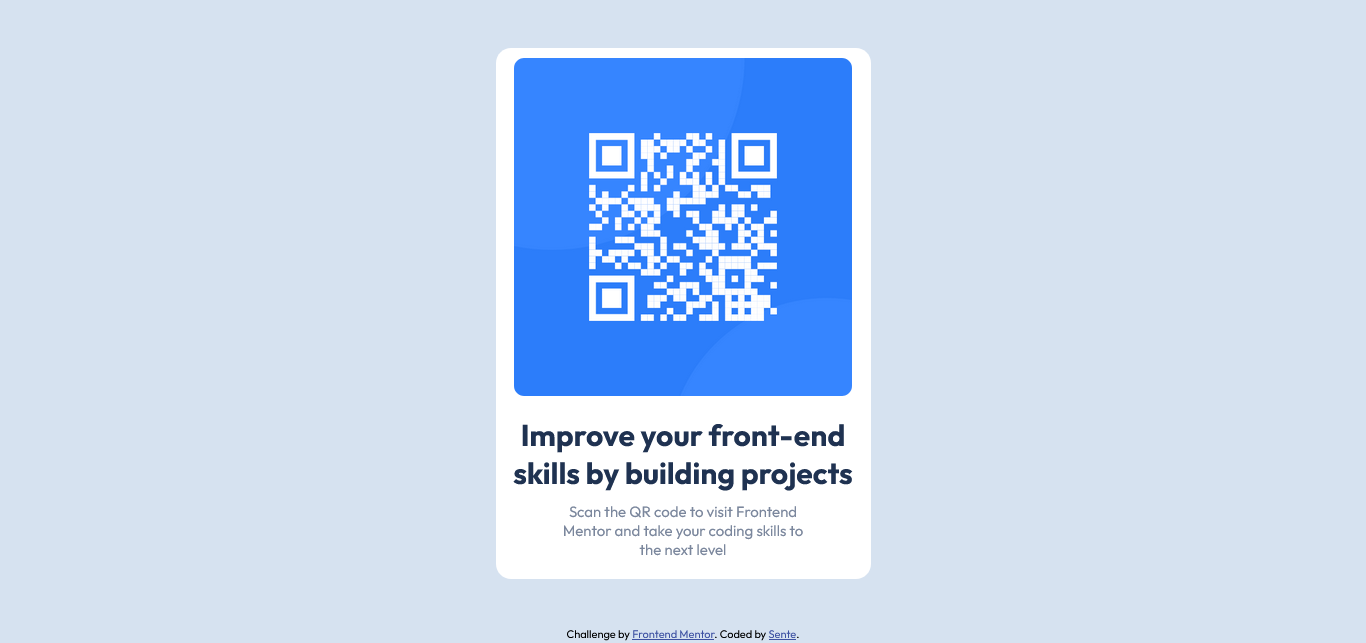 Improve your front-end
skills by building projects
Scan the QR code to visit Frontend
Mentor and take your coding skills to
the next level
Challenge by Frontend Mentor. Coded by Sente.